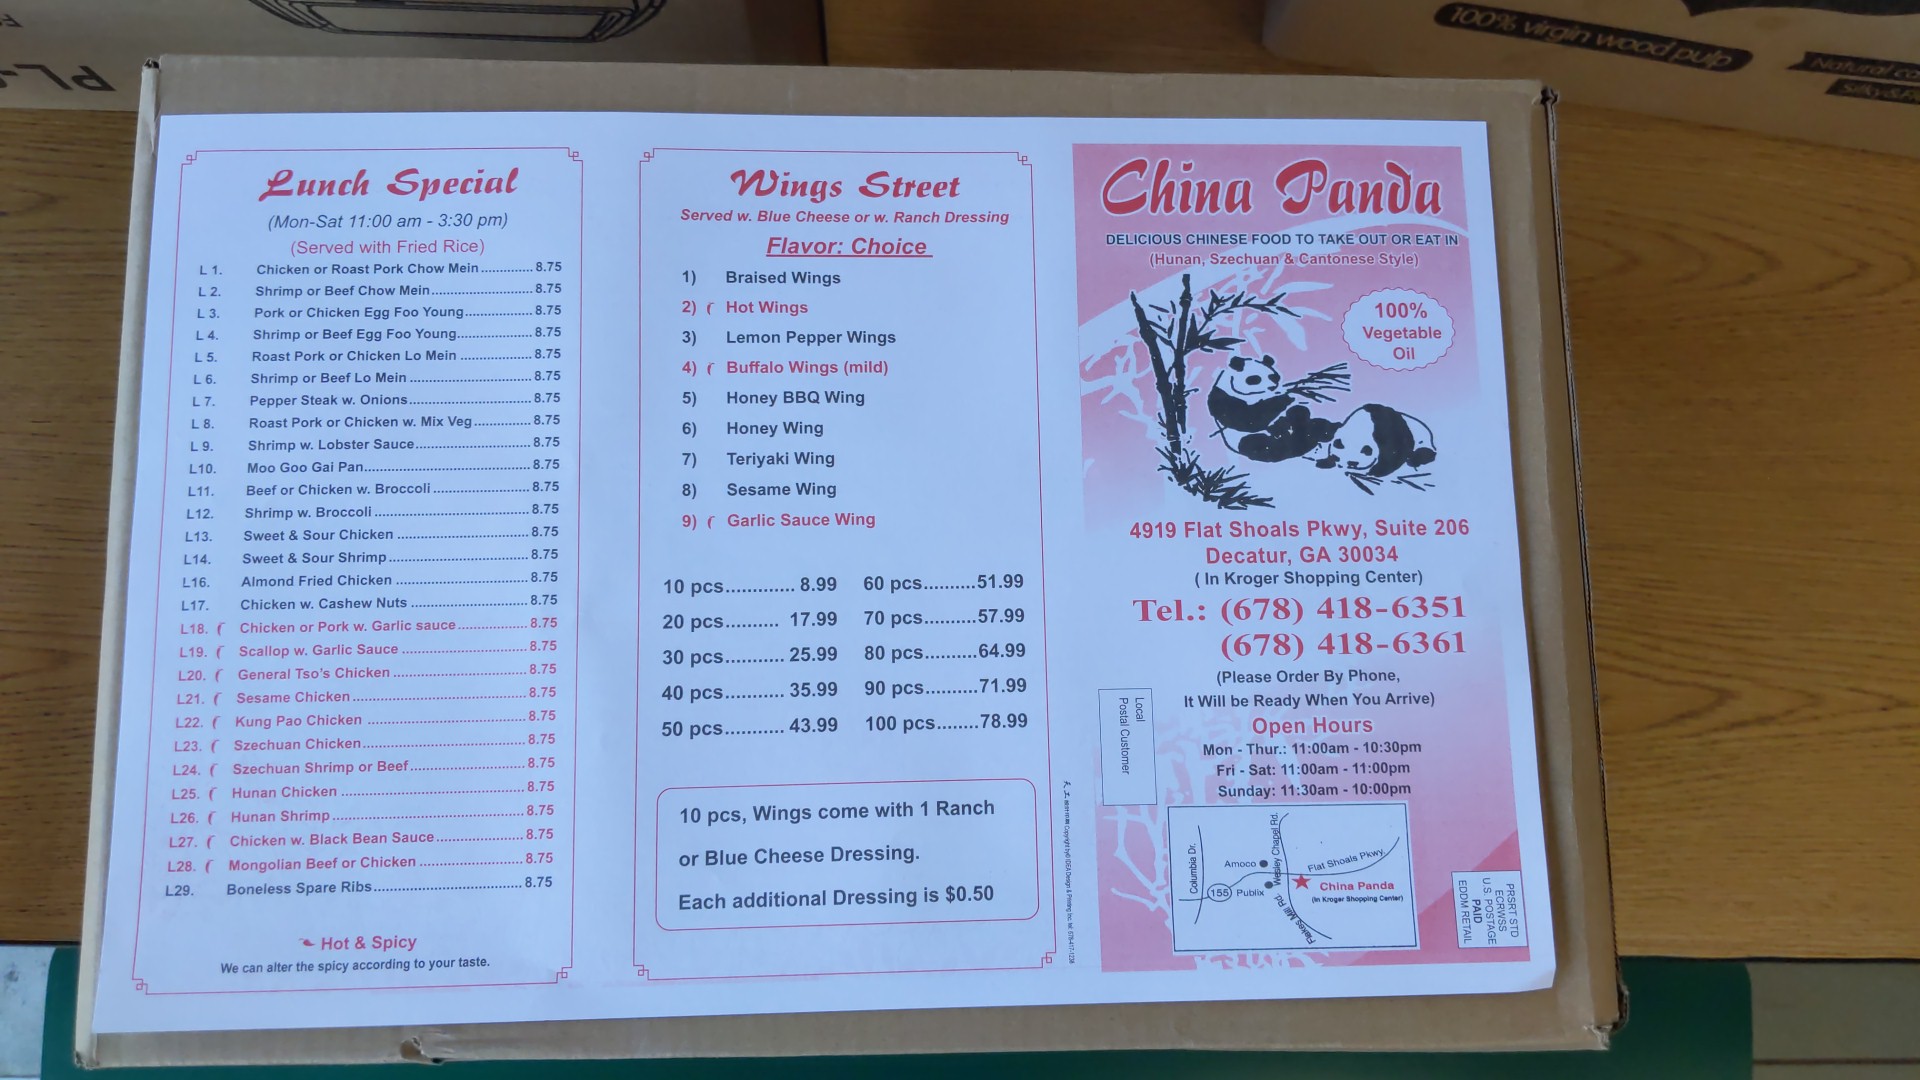 PL-
100% virgin wood pulp
Natural
Lunch Special
(Mon-Sat 11:00 am - 3:30 pm)
(Served with Fried Rice)
L 1. Chicken or Roast Pork Chow Mein ............. 8.75
L 2. Shrimp or Beef Chow Mein......................... 8.75
L 3. Pork or Chicken Egg Foo Young................. 8.75
L 4. Shrimp or Beef Egg Foo Young................... 8.75
L 5. Roast Pork or Chicken Lo Mein .................. 8.75
L 6. Shrimp or Beef Lo Mein .............................. 8.75
L 7. Pepper Steak w. Onions............................... 8.75
L 8. Roast Pork or Chicken w. Mix Veg.............. 8.75
L 9. Shrimp w. Lobster Sauce............................. 8.75
L10. Moo Goo Gai Pan......................................... 8.75
L11. Beef or Chicken w. Broccoli ........................ 8.75
L12. Shrimp w. Broccoli ....................................... 8.75
L13. Sweet & Sour Chicken ................................. 8.75
L14. Sweet & Sour Shrimp ................................... 8.75
L16. Almond Fried Chicken ................................. 8.75
L17. Chicken w. Cashew Nuts ............................. 8.75
L18. Chicken or Pork w. Garlic sauce ................. 8.75
L19. Scallop w. Garlic Sauce ............................... 8.75
L20. General Tso's Chicken ................................. 8.75
L21. Sesame Chicken ........................................... 8.75
L22. Kung Pao Chicken ....................................... 8.75
L23. Szechuan Chicken......................................... 8.75
L24. Szechuan Shrimp or Beef............................. 8.75
L25. Hunan Chicken ............................................. 8.75
L26. Hunan Shrimp ............................................... 8.75
L27. Chicken w. Black Bean Sauce...................... 8.75
L28. Mongolian Beef or Chicken .......................... 8.75
L29. Boneless Spare Ribs..................................... 8.75
Hot & Spicy
We can alter the spicy according to your taste.
Wings Street
Served w. Blue Cheese or w. Ranch Dressing
Flavor: Choice
1) Braised Wings
2) Hot Wings
3) Lemon Pepper Wings
4) Buffalo Wings (mild)
5) Honey BBQ Wing
6) Honey Wing
7) Teriyaki Wing
8) Sesame Wing
9) Garlic Sauce Wing
10 pcs............. 8.99 60 pcs..........51.99
20 pcs.......... 17.99 70 pcs..........57.99
30 pcs........... 25.99 80 pcs..........64.99
40 pcs........... 35.99 90 pcs..........71.99
50 pcs........... 43.99 100 pcs........78.99
10 pcs, Wings come with 1 Ranch
or Blue Cheese Dressing.
Each additional Dressing is $0.50
China Panda
DELICIOUS CHINESE FOOD TO TAKE OUT OR EAT IN
(Hunan, Szechuan & Cantonese Style)
100%
Vegetable
Oil
4919 Flat Shoals Pkwy, Suite 206
Decatur, GA 30034
( In Kroger Shopping Center)
Tel.: (678) 418-6351
(678) 418-6361
(Please Order By Phone,
It Will be Ready When You Arrive)
Open Hours
Mon - Thur.: 11:00am - 10:30pm
Fri - Sat: 11:00am - 11:00pm
Sunday: 11:30am - 10:00pm
Local
Postal Customer
Columbia Dr.
Wesley Chapel Rd.
Amoco
Flat Shoals Pkwy.
155
Publix
China Panda
(In Kroger Shopping Center)
Flakes Mill Rd.
PRSRT STD
ECRWSS
U.S. POSTAGE
PAID
EDDM RETAIL